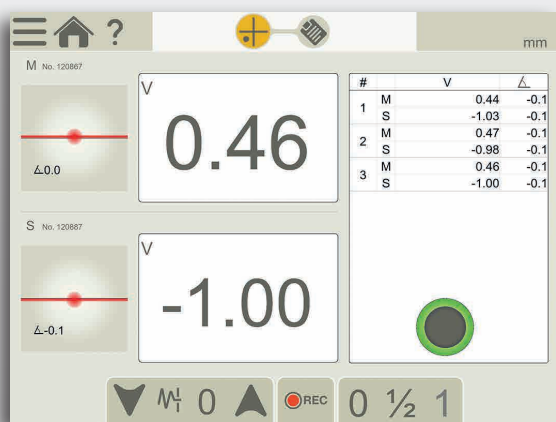 ?
mm
M No. 120867
∡0.0
V
0.46
S No. 120867
∡-0.1
V
-1.00
# V ∡
1 M 0.44 -0.1
S -1.03 -0.1
2 M 0.47 -0.1
S -0.98 -0.1
3 M 0.46 -0.1
S -1.00 -0.1
0 REC 0 ½ 1